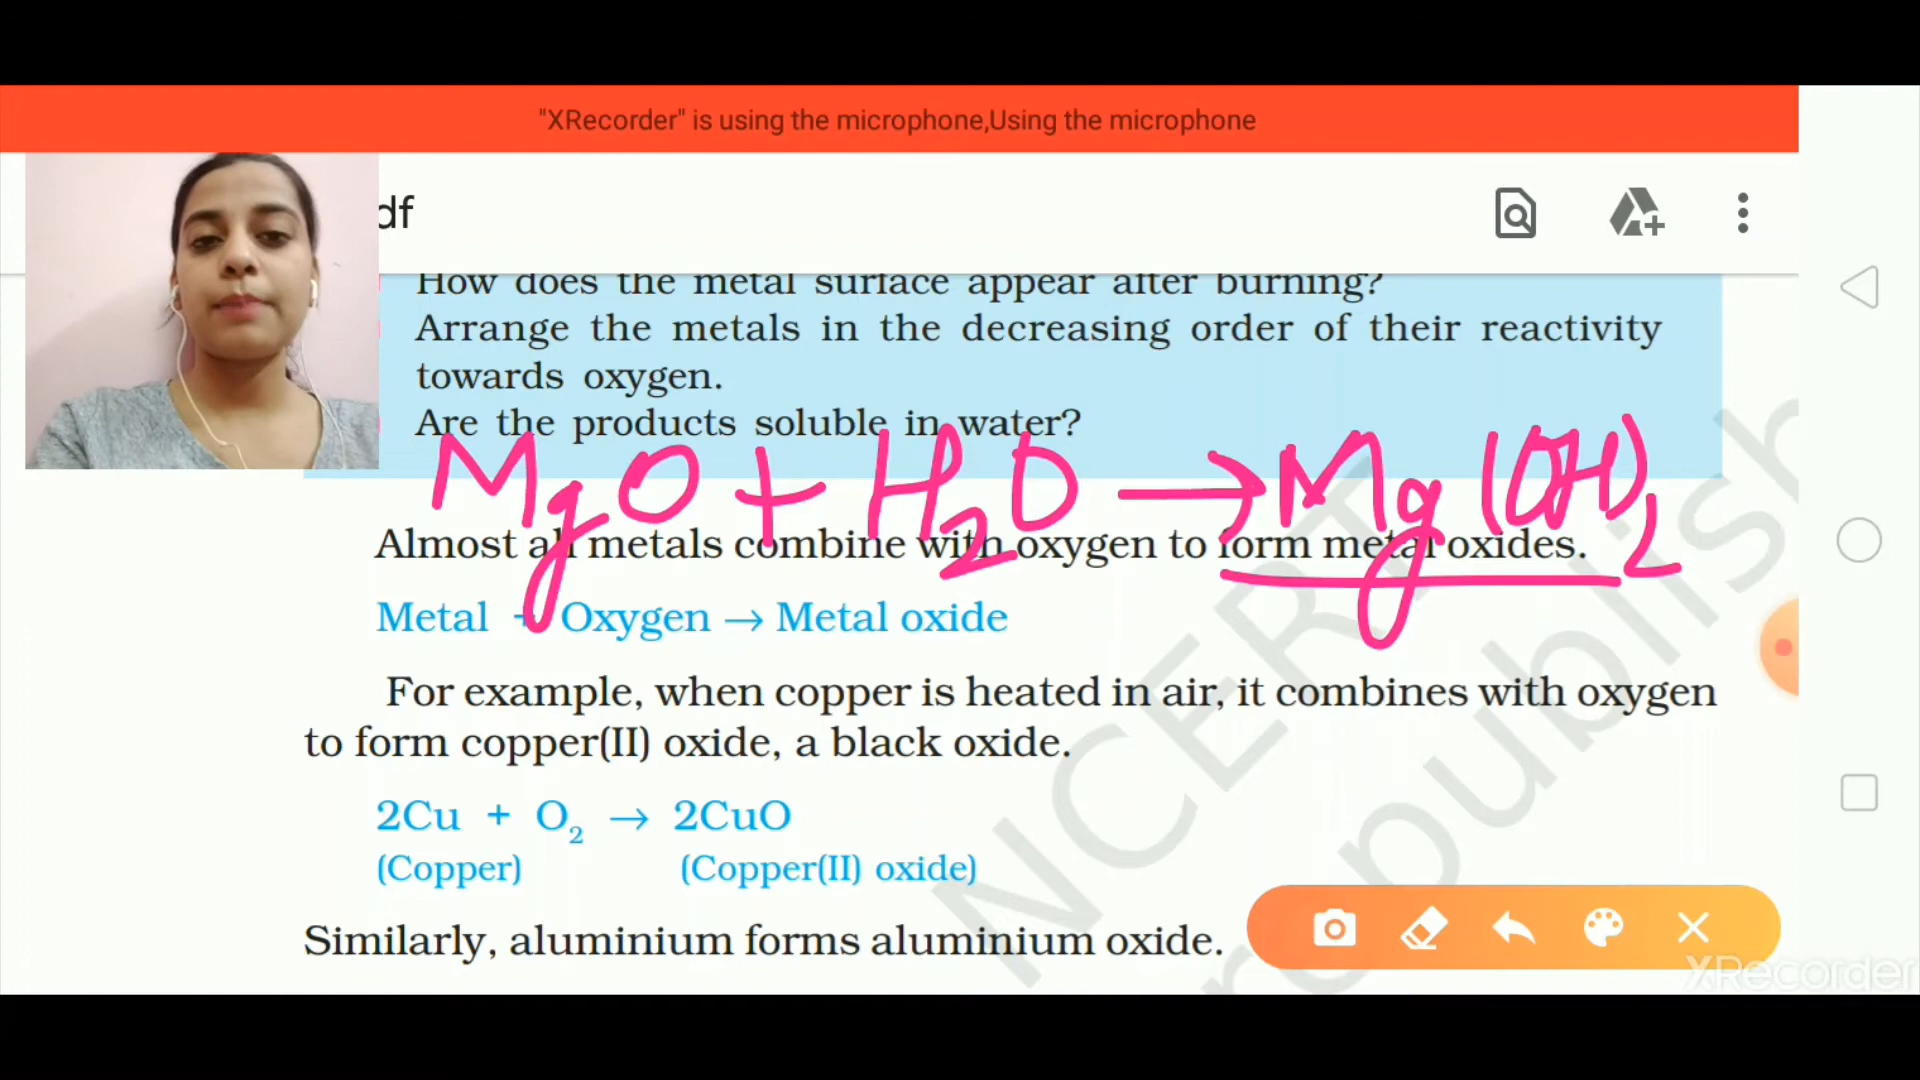 "XRecorder" is using the microphone,Using the microphone
df
How does the metal surface appear after burning?
Arrange the metals in the decreasing order of their reactivity
towards oxygen.
Are the products soluble in water?
MgO + H₂O → Mg(OH)₂
Almost all metals combine with oxygen to form metal oxides.
Metal + Oxygen → Metal oxide
For example, when copper is heated in air, it combines with oxygen
to form copper(II) oxide, a black oxide.
2Cu + O₂ → 2CuO
(Copper) (Copper(II) oxide)
Similarly, aluminium forms aluminium oxide.
NCERT
republish
XRecorder